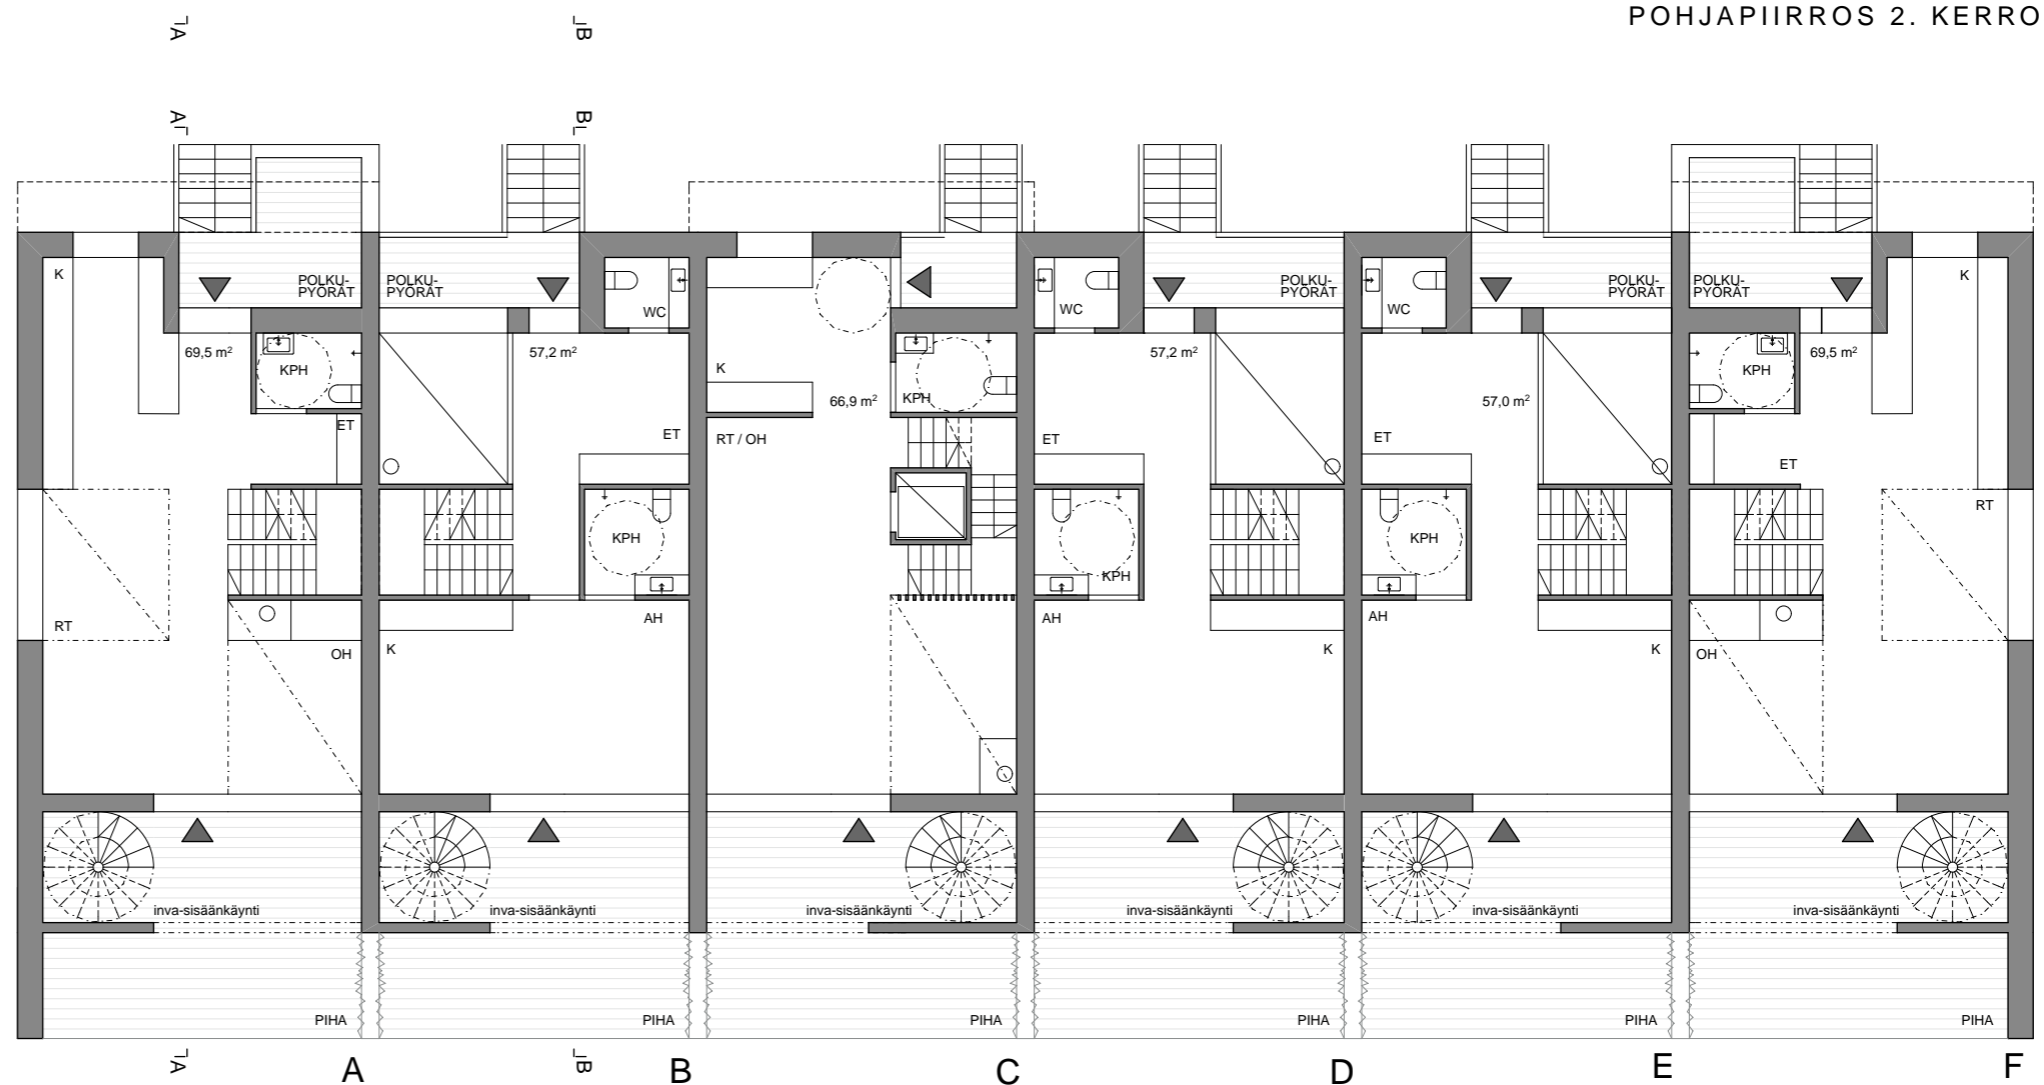 POHJAPIIRROS 2. KERRO
A
B
A
B
K
POLKU-
PYÖRÄT
POLKU-
PYÖRÄT
WC
WC
POLKU-
PYÖRÄT
WC
POLKU-
PYÖRÄT
POLKU-
PYÖRÄT
K
69,5 m²
KPH
57,2 m²
K
66,9 m²
KPH
57,2 m²
57,0 m²
KPH
69,5 m²
ET
ET
RT / OH
ET
ET
ET
RT
KPH
KPH
KPH
RT
OH
K
AH
AH
K
AH
K
OH
inva-sisäänkäynti
inva-sisäänkäynti
inva-sisäänkäynti
inva-sisäänkäynti
inva-sisäänkäynti
inva-sisäänkäynti
PIHA
PIHA
PIHA
PIHA
PIHA
PIHA
A
B
A
B
C
D
E
F